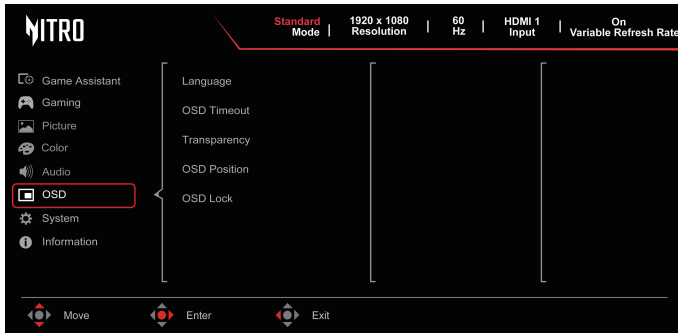 NITRO
Standard 1920 x 1080 60 HDMI 1 On
Mode | Resolution | Hz | Input | Variable Refresh Rate
Game Assistant
Gaming
Picture
Color
Audio
OSD
System
Information
Language
OSD Timeout
Transparency
OSD Position
OSD Lock
Move Enter Exit